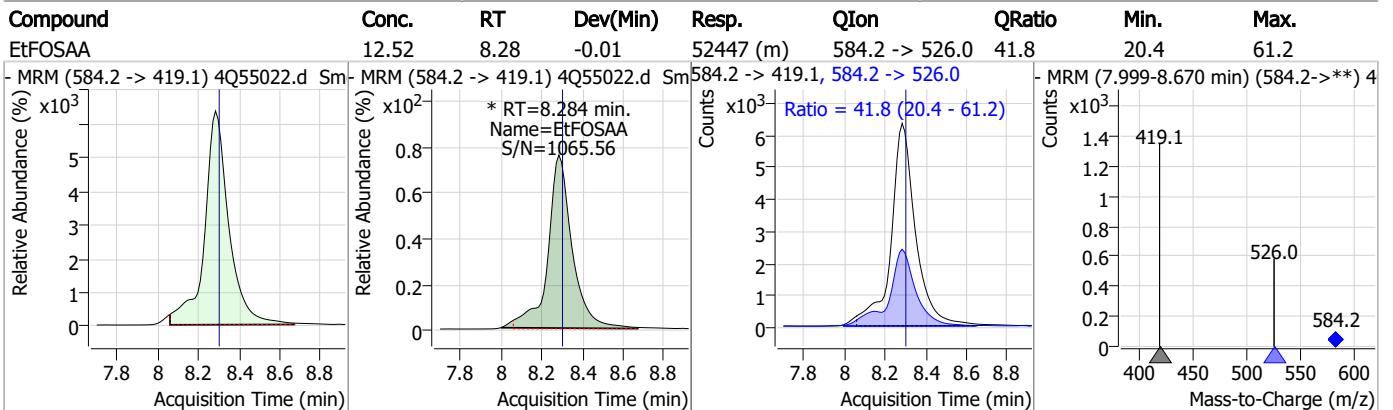 Compound Conc. RT Dev(Min) Resp. QIon QRatio Min. Max.
EtFOSAA 12.52 8.28 -0.01 52447 (m) 584.2 -> 526.0 41.8 20.4 61.2
- MRM (584.2 -> 419.1) 4Q55022.d Sm
x10³
Relative Abundance (%)
5
4
3
2
1
0
7.8 8 8.2 8.4 8.6 8.8
Acquisition Time (min)
- MRM (584.2 -> 419.1) 4Q55022.d Sm
x10²
* RT=8.284 min.
Name=EtFOSAA
S/N=1065.56
Relative Abundance (%)
0.8
0.6
0.4
0.2
0
7.8 8 8.2 8.4 8.6 8.8
Acquisition Time (min)
584.2 -> 419.1, 584.2 -> 526.0
x10³
Ratio = 41.8 (20.4 - 61.2)
Counts
6
5
4
3
2
1
0
7.8 8 8.2 8.4 8.6 8.8
Acquisition Time (min)
- MRM (7.999-8.670 min) (584.2->**) 4
x10³
Counts
1.4
1.2
1
0.8
0.6
0.4
0.2
0
419.1
526.0
584.2
400 450 500 550 600
Mass-to-Charge (m/z)